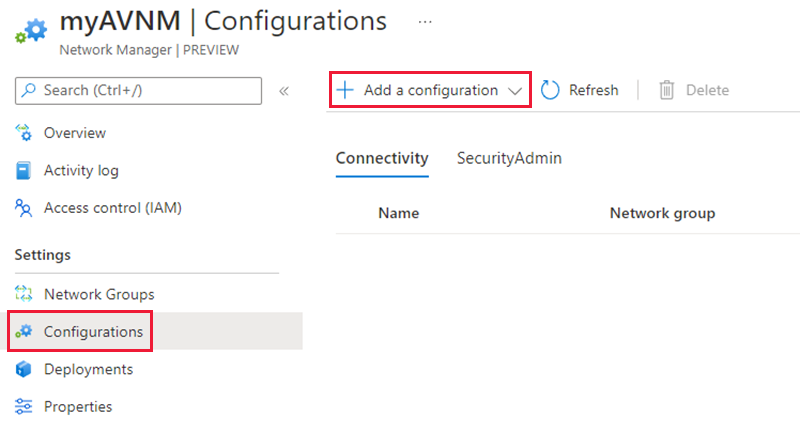 myAVNM | Configurations ...
Network Manager | PREVIEW
Search (Ctrl+/) «
Overview
Activity log
Access control (IAM)
Settings
Network Groups
Configurations
Deployments
Properties
+ Add a configuration Refresh | Delete
Connectivity SecurityAdmin
Name Network group